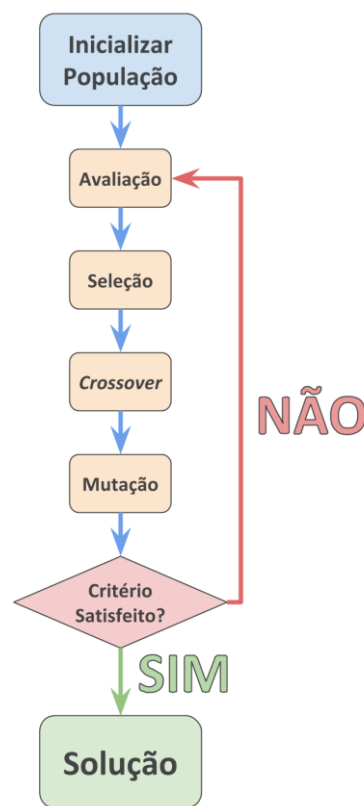 Inicializar
População
Avaliação
Seleção
Crossover
NÃO
Mutação
Critério
Satisfeito?
SIM
Solução